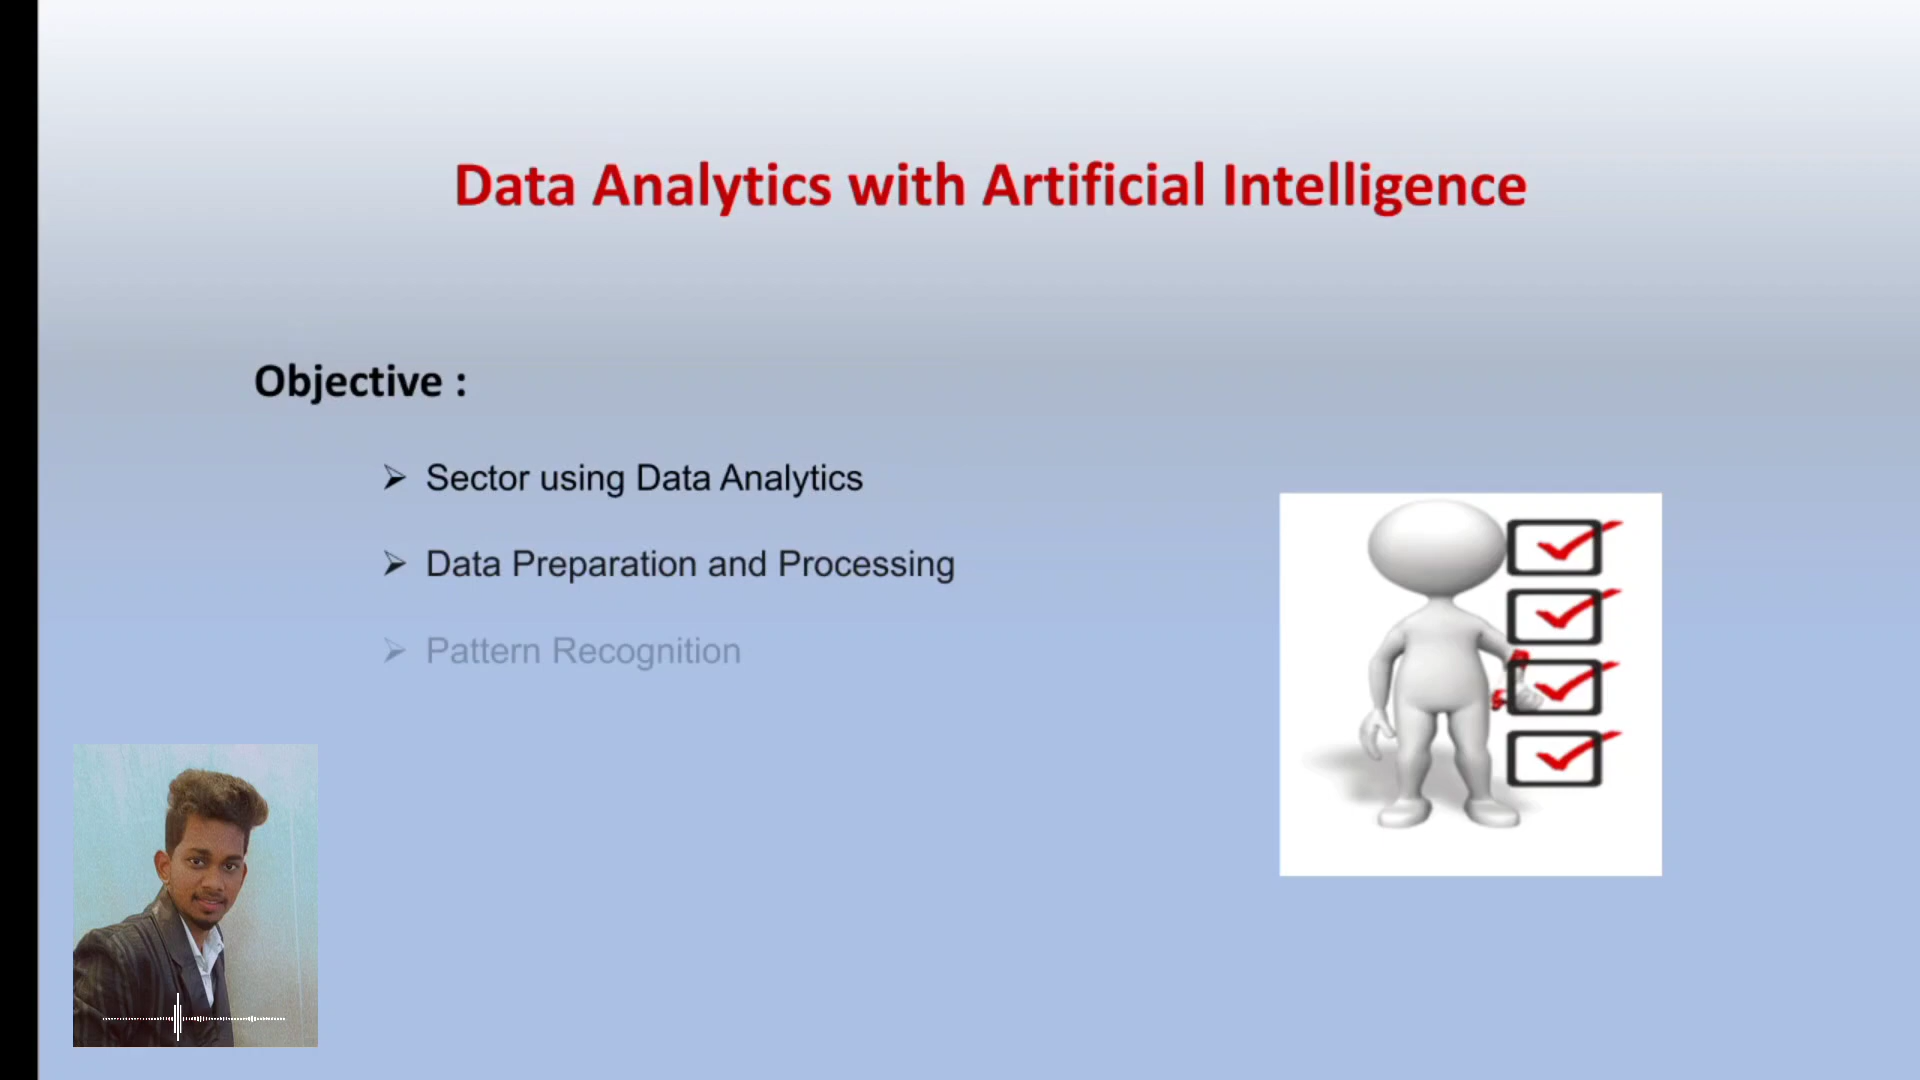 Data Analytics with Artificial Intelligence
Objective :
➢ Sector using Data Analytics
➢ Data Preparation and Processing
➢ Pattern Recognition